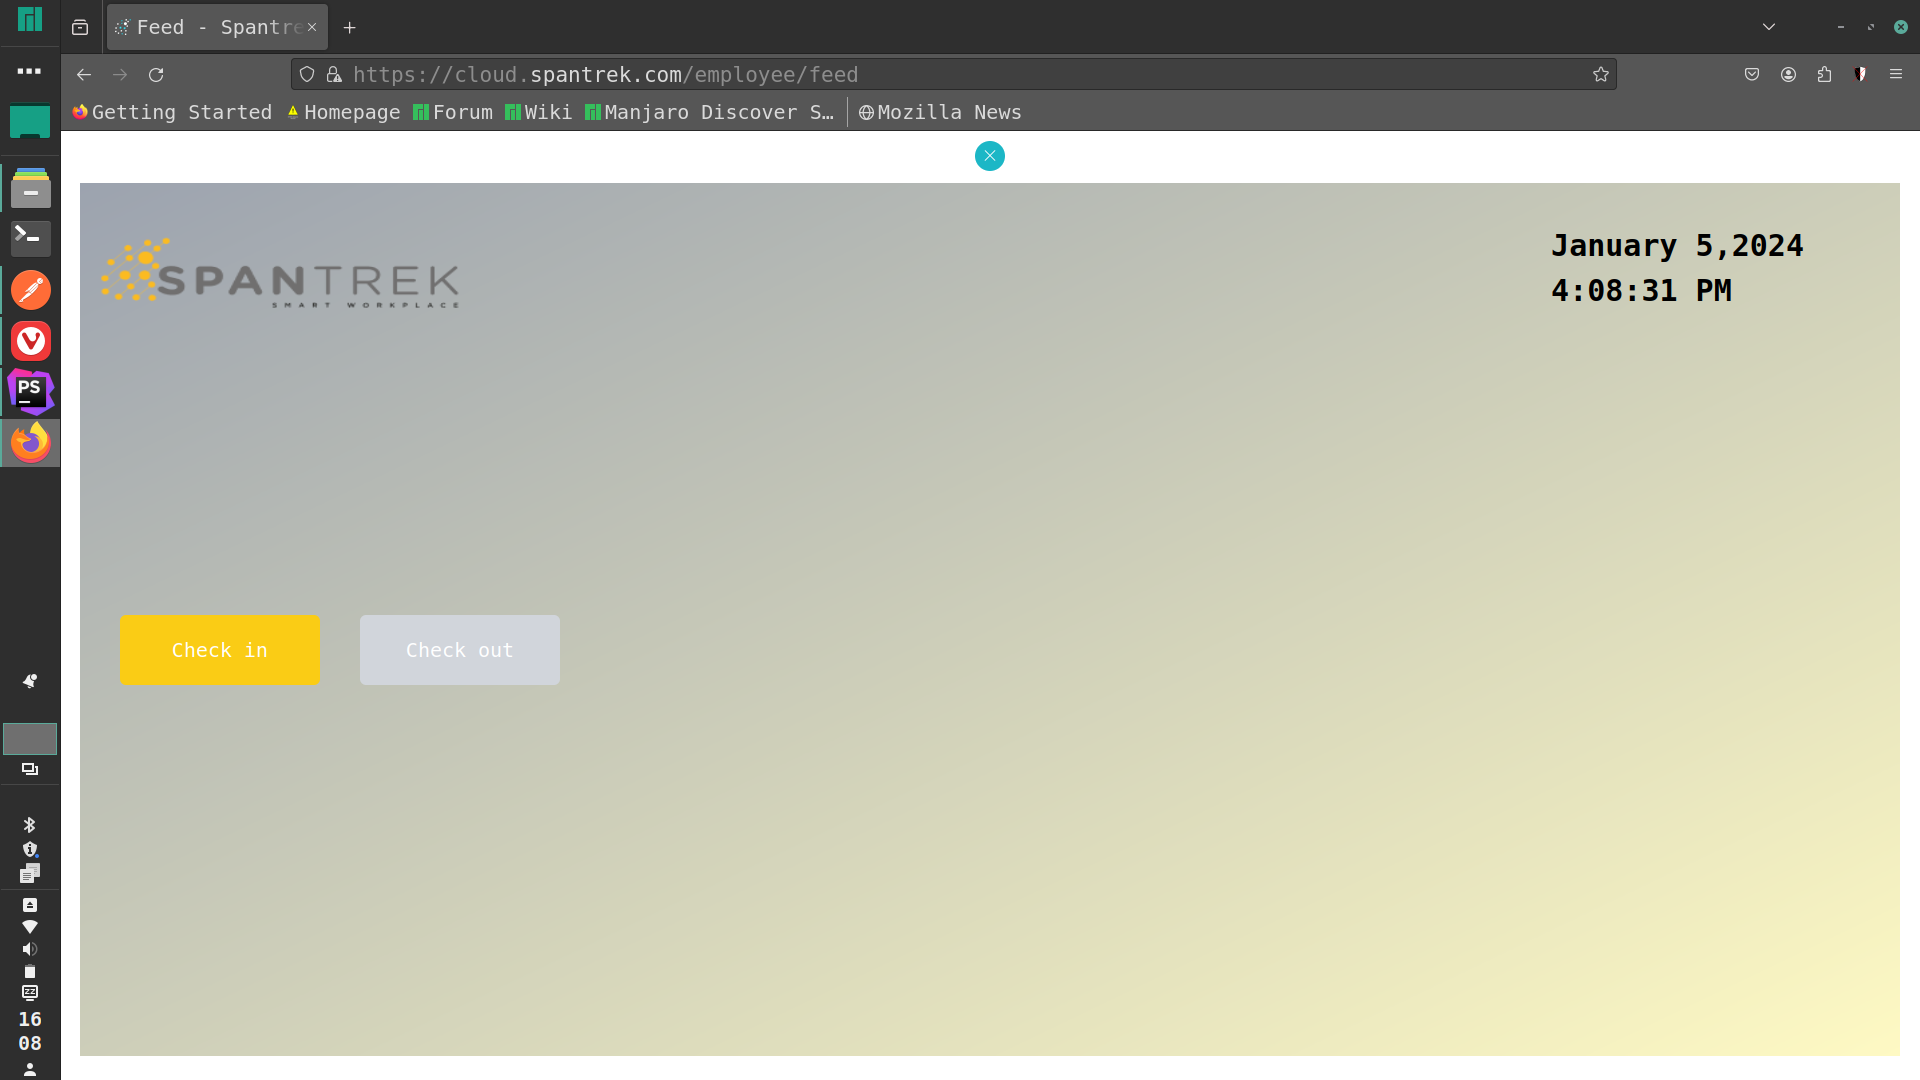 Feed - Spantre
https://cloud.spantrek.com/employee/feed
Getting Started Homepage Forum Wiki Manjaro Discover S… Mozilla News
PS
January 5,2024
4:08:31 PM
SPANTREK
SMART WORKPLACE
Check in Check out
16
08